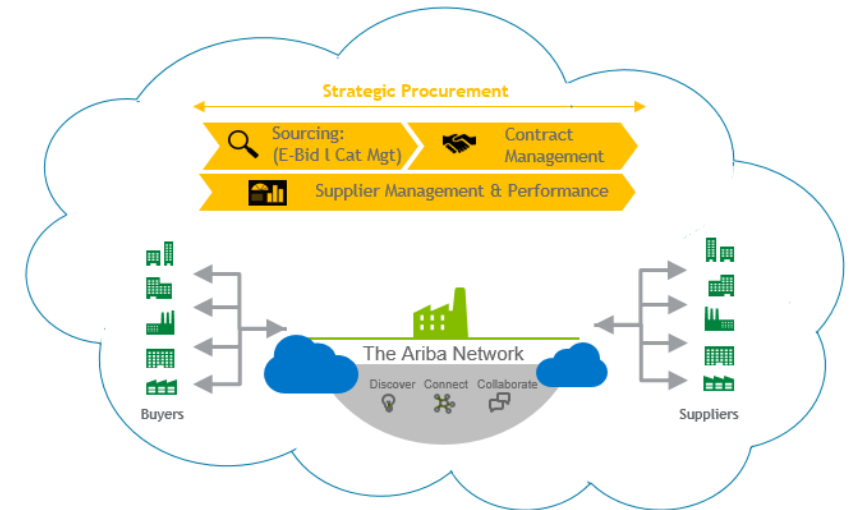 Strategic Procurement
Sourcing:
(E-Bid l Cat Mgt)
Contract
Management
Supplier Management & Performance
The Ariba Network
Discover Connect Collaborate
Buyers
Suppliers